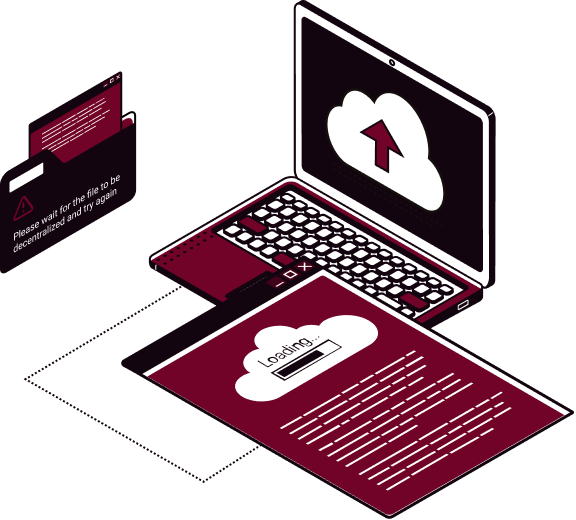 Please wait for the file to be
decentralized and try again
Loading...